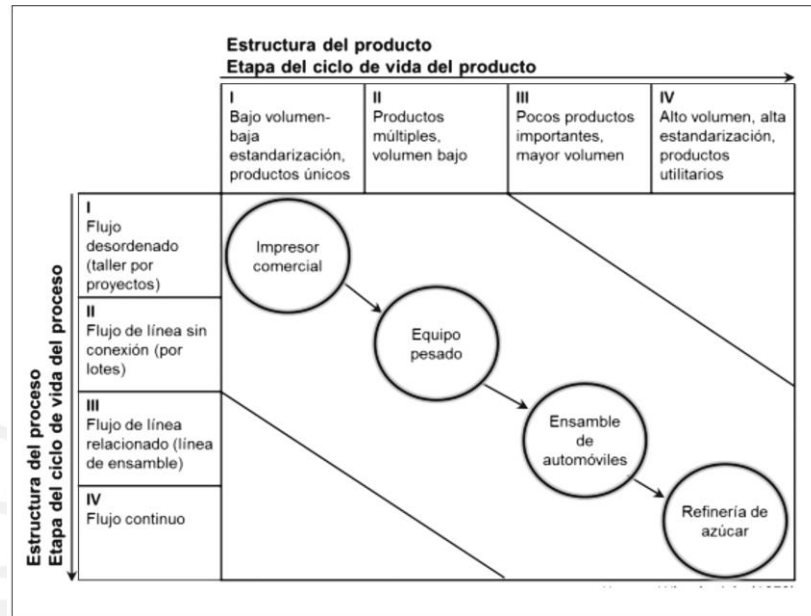 Estructura del producto
Etapa del ciclo de vida del producto
I
Bajo volumen-
baja
estandarización,
productos únicos
II
Productos
múltiples,
volumen bajo
III
Pocos productos
importantes,
mayor volumen
IV
Alto volumen, alta
estandarización,
productos
utilitarios
Estructura del proceso
Etapa del ciclo de vida del proceso
I
Flujo
desordenado
(taller por
proyectos)
II
Flujo de línea sin
conexión (por
lotes)
III
Flujo de línea
relacionado (línea
de ensamble)
IV
Flujo continuo
Impresor
comercial
Equipo
pesado
Ensamble
de
automóviles
Refinería de
azúcar